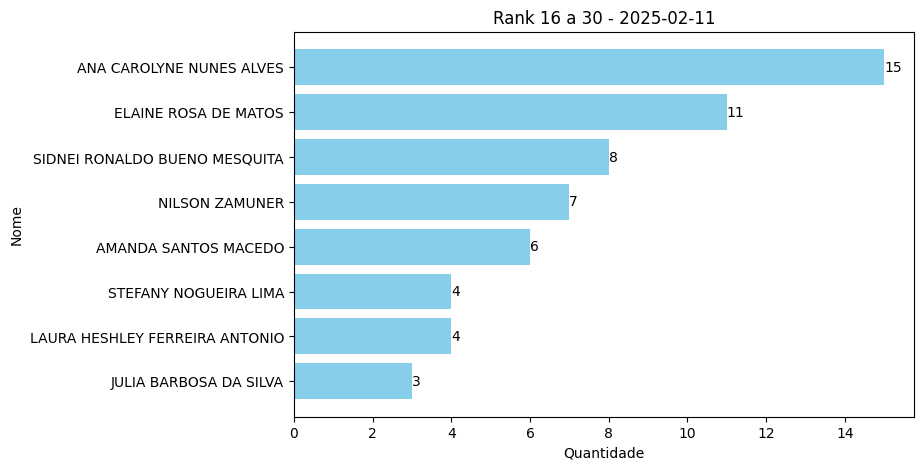 Rank 16 a 30 - 2025-02-11
ANA CAROLYNE NUNES ALVES 15
ELAINE ROSA DE MATOS 11
SIDNEI RONALDO BUENO MESQUITA 8
NILSON ZAMUNER 7
AMANDA SANTOS MACEDO 6
STEFANY NOGUEIRA LIMA 4
LAURA HESHLEY FERREIRA ANTONIO 4
JULIA BARBOSA DA SILVA 3
Nome
0 2 4 6 8 10 12 14
Quantidade